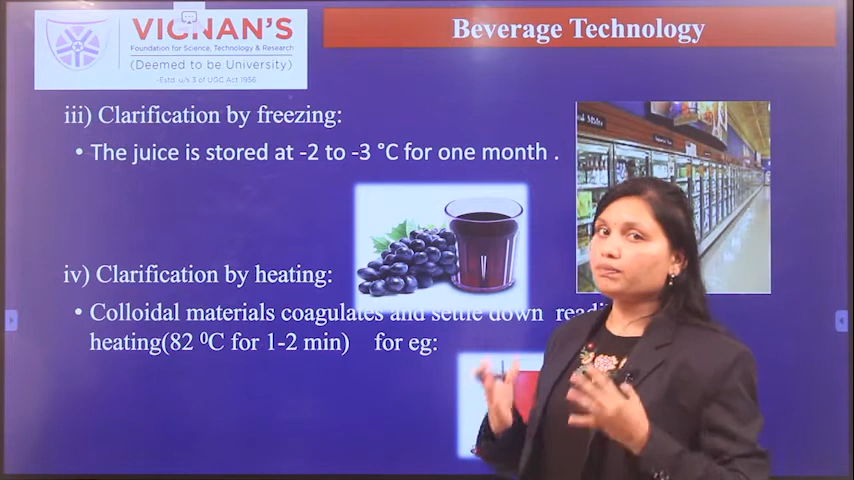 VIGNAN'S
Foundation for Science, Technology & Research
(Deemed to be University)
-Estd. u/s 3 of UGC Act 1956
Beverage Technology
iii) Clarification by freezing:
• The juice is stored at -2 to -3 °C for one month .
iv) Clarification by heating:
• Colloidal materials coagulates and settle down
heating(82 ⁰C for 1-2 min) for eg: